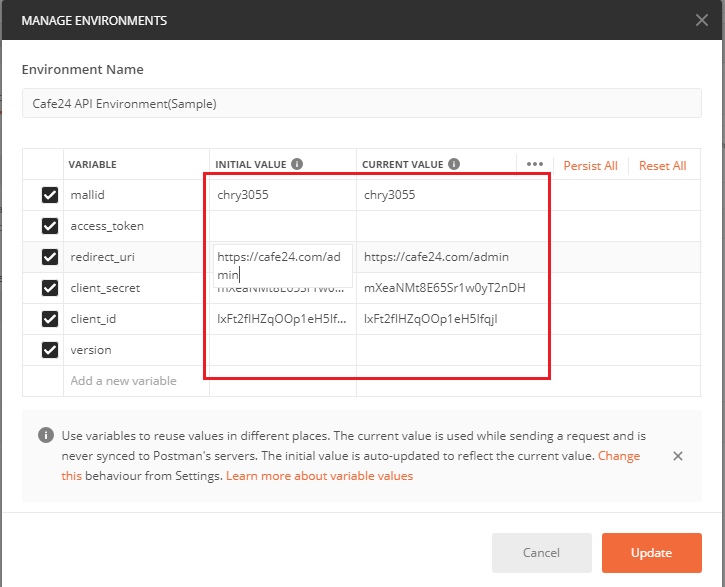 MANAGE ENVIRONMENTS
Environment Name
Cafe24 API Environment(Sample)
VARIABLE INITIAL VALUE CURRENT VALUE ••• Persist All Reset All
mallid chry3055 chry3055
access_token
redirect_uri https://cafe24.com/ad https://cafe24.com/admin
min
client_secret mXeaNMt8E65Sr1w0... mXeaNMt8E65Sr1w0yT2nDH
client_id
version
Add a new variable
Use variables to reuse values in different places. The current value is used while sending a request and is
never synced to Postman's servers. The initial value is auto-updated to reflect the current value. Change
this behaviour from Settings. Learn more about variable values
Cancel Update